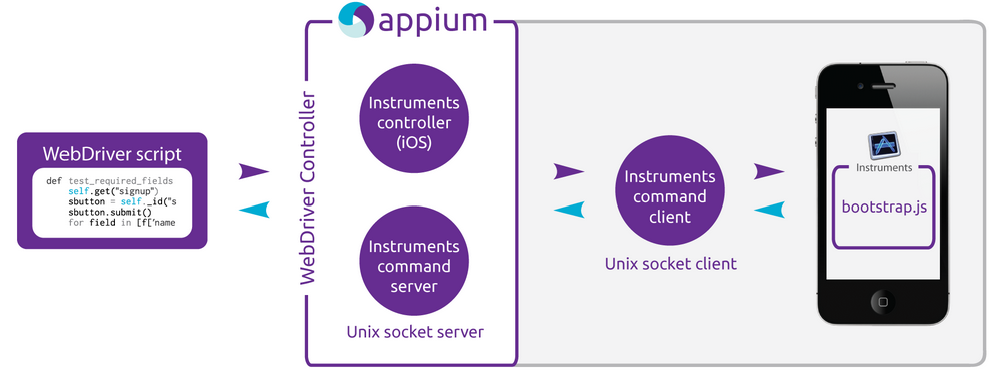 appium
WebDriver script
def test_required_fields
self.get("signup")
sbutton = self._id("s
sbutton.submit()
for field in [f['name
WebDriver Controller
Instruments
controller
(iOS)
Instruments
command
server
Unix socket server
Instruments
command
client
Unix socket client
Instruments
bootstrap.js